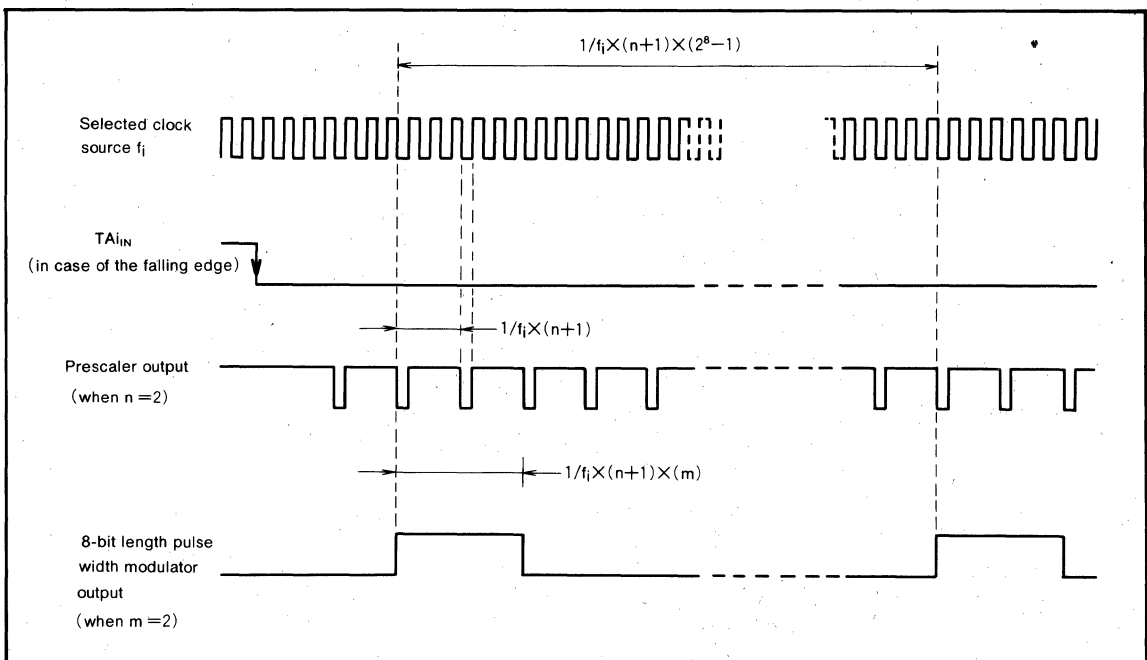 1/fi×(n+1)×(2⁸−1)
Selected clock
source fi
TAiIN
(in case of the falling edge)
1/fi×(n+1)
Prescaler output
(when n=2)
1/fi×(n+1)×(m)
8-bit length pulse
width modulator
output
(when m=2)